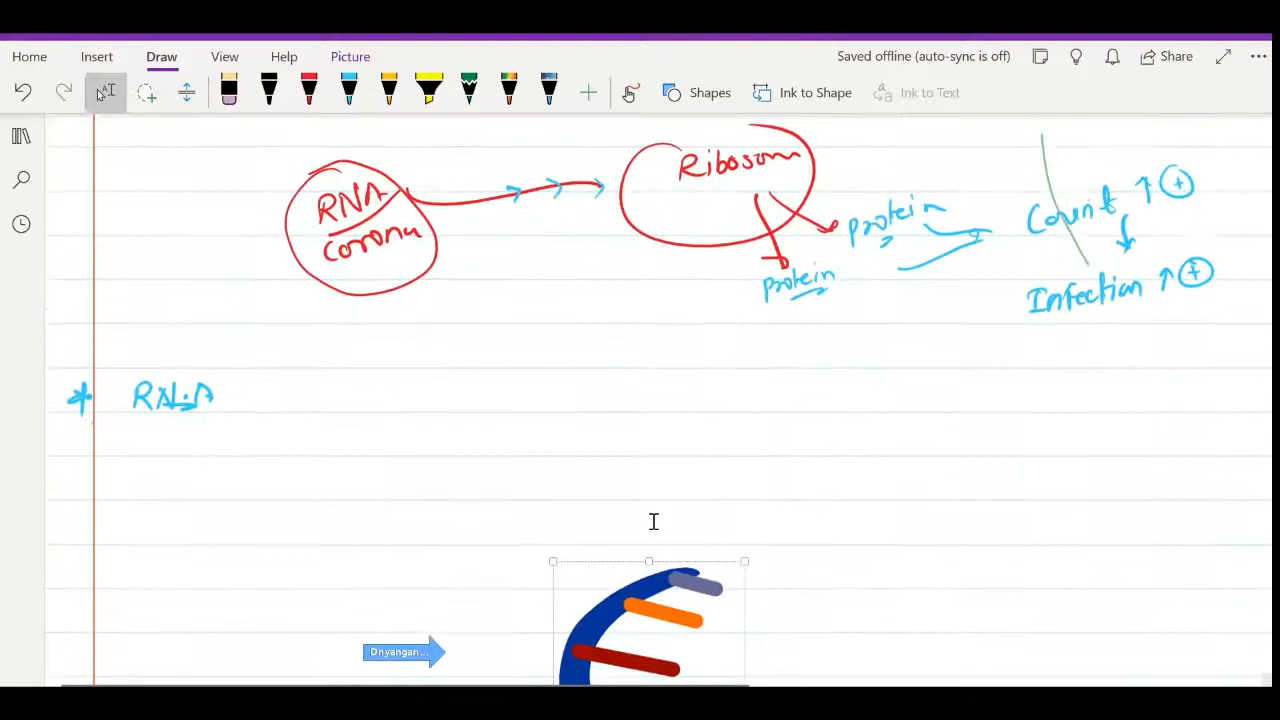 Home Insert Draw View Help Picture Saved offline (auto-sync is off) Share
Shapes Ink to Shape Ink to Text
RNA
corona
Ribosom
protein
protein
Count ↑ +
Infection ↑ +
* RNA
Dnyangan...